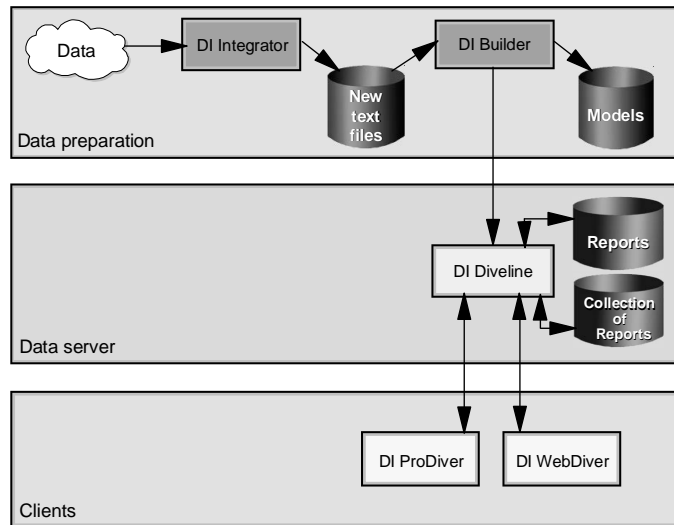 Data
DI Integrator
DI Builder
New
text
files
Models
Data preparation
Reports
DI Diveline
Collection
of
Reports
Data server
DI ProDiver
DI WebDiver
Clients